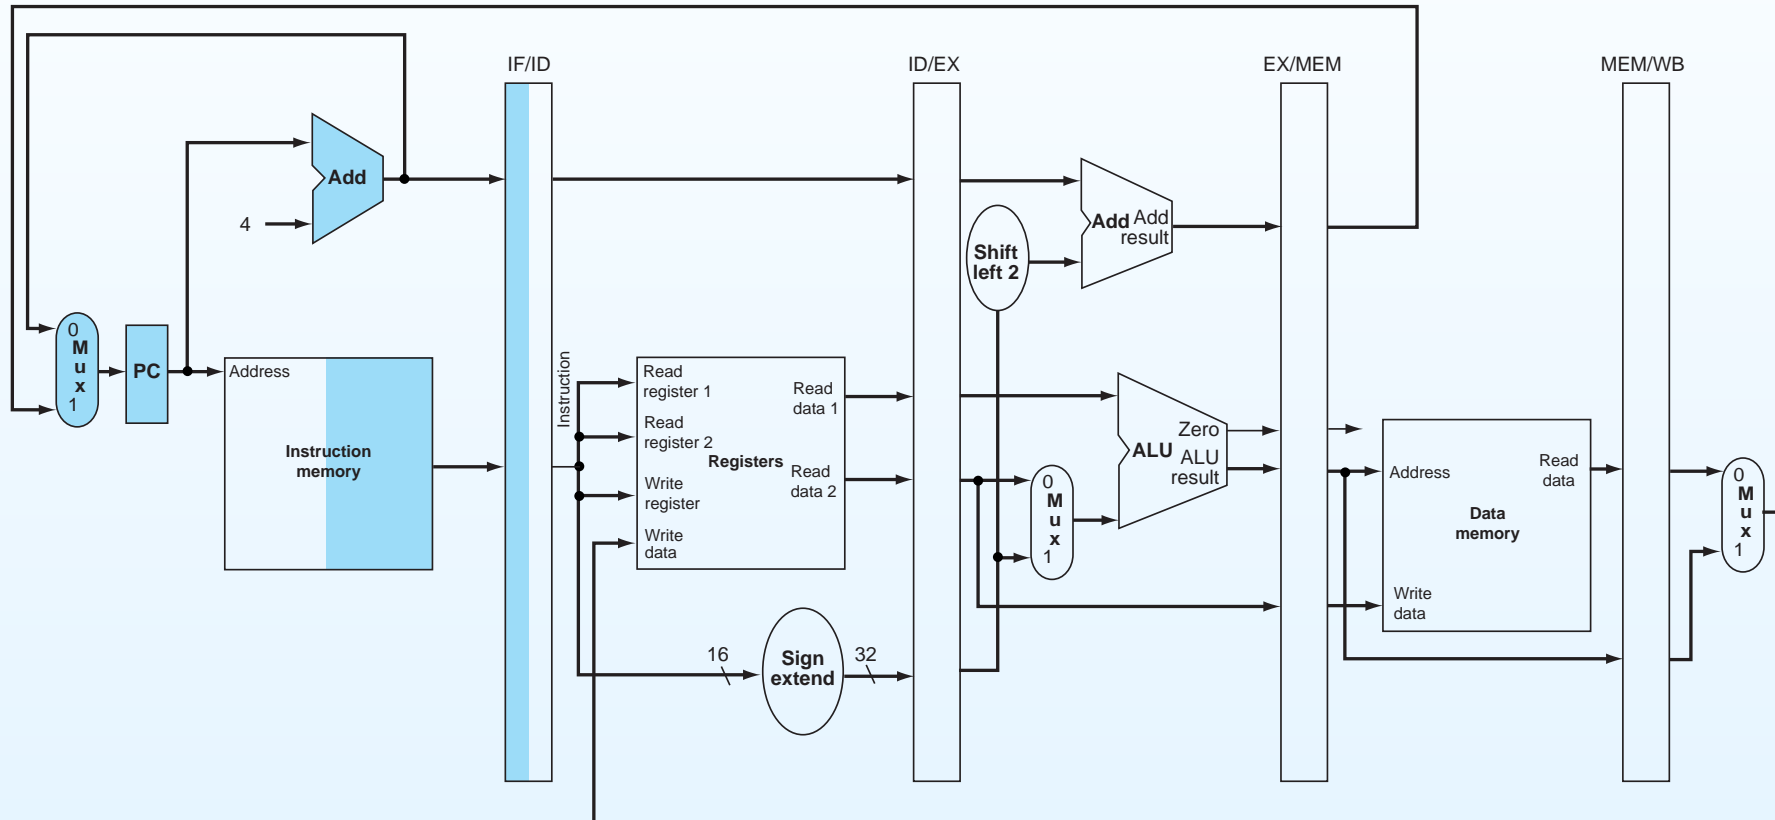 IF/ID
ID/EX
EX/MEM
MEM/WB
Add
4
Add Add
result
Shift
left 2
0
M
u
x
1
PC
Address
Instruction
memory
Instruction
Read
register 1
Read
register 2
Write
register
Write
data
Registers
Read
data 1
Read
data 2
16
Sign
extend
32
0
M
u
x
1
Zero
ALU
ALU
result
Address
Read
data
Data
memory
Write
data
0
M
u
x
1